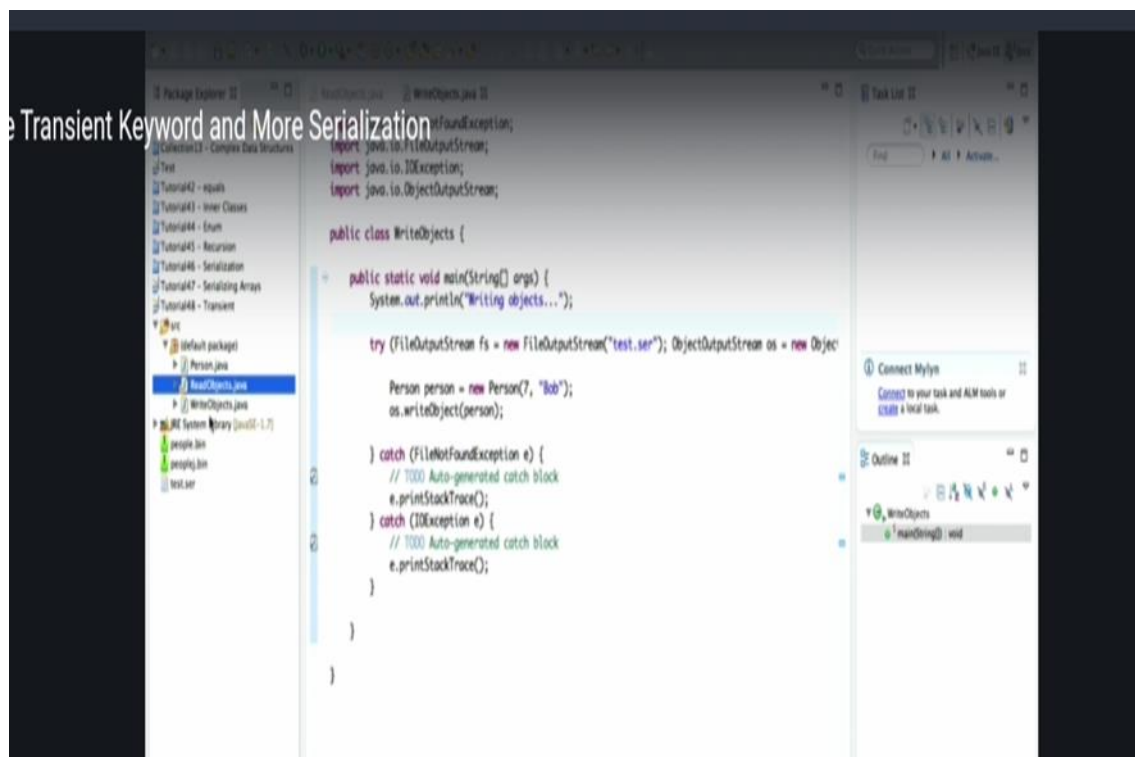 e Transient Keyword and More Serialization
Package Explorer
ReadObjects.java
WriteObjects.java
Collection13 - Complex Data Structures
Test
Tutorial42 - equals
Tutorial43 - Inner Classes
Tutorial44 - Enum
Tutorial45 - Recursion
Tutorial46 - Serialization
Tutorial47 - Serializing Arrays
Tutorial48 - Transient
src
(default package)
Person.java
ReadObjects.java
WriteObjects.java
JRE System Library [JavaSE-1.7]
people.bin
peoplej.bin
test.ser
otFoundException;
import java.io.FileOutputStream;
import java.io.IOException;
import java.io.ObjectOutputStream;
public class WriteObjects {
public static void main(String[] args) {
System.out.println("Writing objects...");
try (FileOutputStream fs = new FileOutputStream("test.ser"); ObjectOutputStream os = new Objec
Person person = new Person(7, "Bob");
os.writeObject(person);
} catch (FileNotFoundException e) {
// TODO Auto-generated catch block
e.printStackTrace();
} catch (IOException e) {
// TODO Auto-generated catch block
e.printStackTrace();
}
}
}
Task List
Find All Activate...
Connect Mylyn
Connect to your task and ALM tools or
create a local task.
Outline
WriteObjects
main(String[]) : void